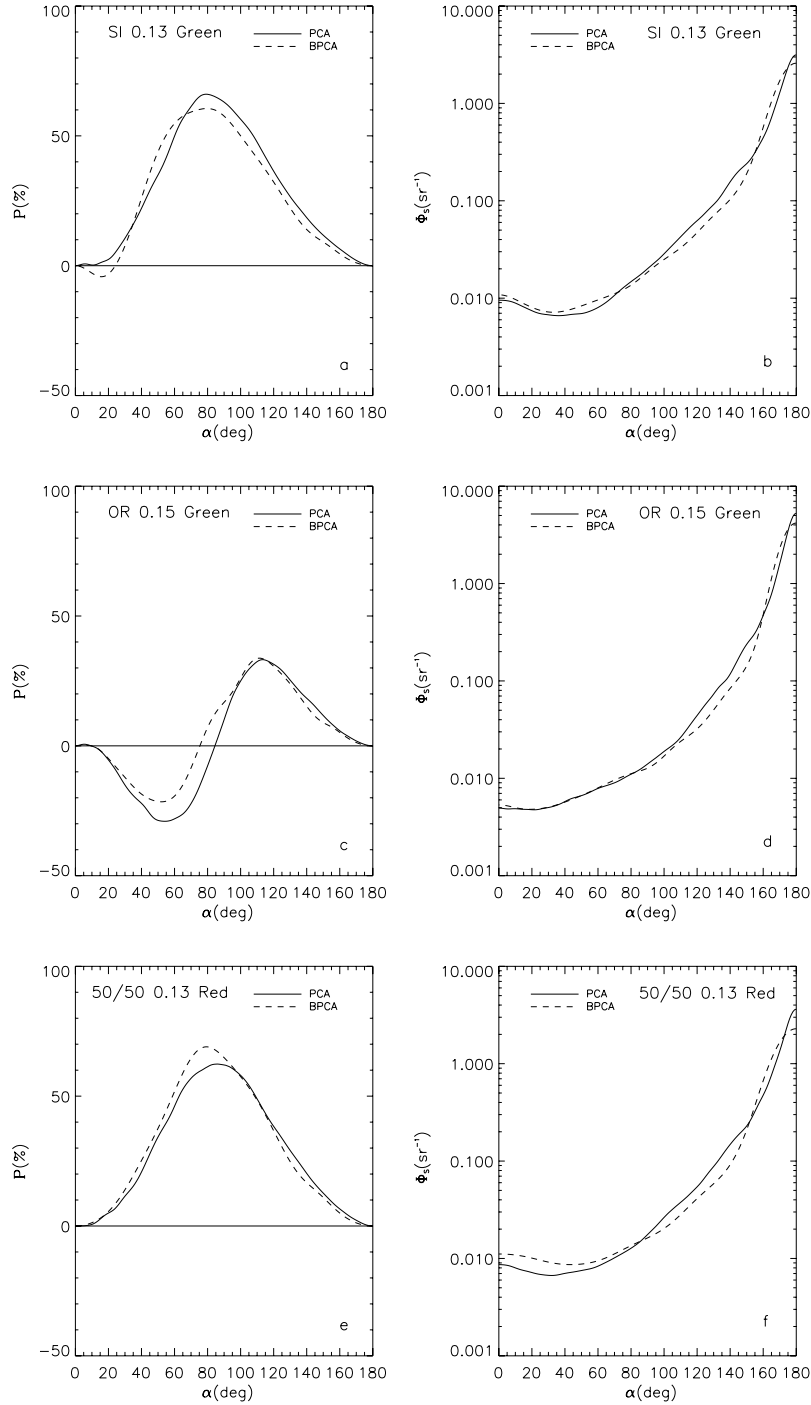 100
SI 0.13 Green
PCA
BPCA
50
P(%)
0
-50
a
0 20 40 60 80 100 120 140 160 180
α(deg)
10.000
SI 0.13 Green
PCA
BPCA
1.000
Φs(sr⁻¹)
0.100
0.010
0.001
b
0 20 40 60 80 100 120 140 160 180
α(deg)
100
OR 0.15 Green
PCA
BPCA
50
P(%)
0
-50
c
0 20 40 60 80 100 120 140 160 180
α(deg)
10.000
OR 0.15 Green
PCA
BPCA
1.000
Φs(sr⁻¹)
0.100
0.010
0.001
d
0 20 40 60 80 100 120 140 160 180
α(deg)
100
50/50 0.13 Red
PCA
BPCA
50
P(%)
0
-50
e
0 20 40 60 80 100 120 140 160 180
α(deg)
10.000
50/50 0.13 Red
PCA
BPCA
1.000
Φs(sr⁻¹)
0.100
0.010
0.001
f
0 20 40 60 80 100 120 140 160 180
α(deg)